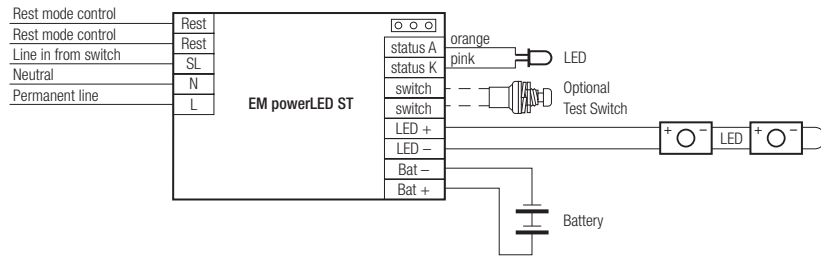 Rest mode control
Rest mode control
Line in from switch
Neutral
Permanent line
Rest
Rest
SL
N
L
EM powerLED ST
status A
status K
switch
switch
LED +
LED –
Bat –
Bat +
orange
pink
LED
Optional
Test Switch
+ – LED + –
Battery